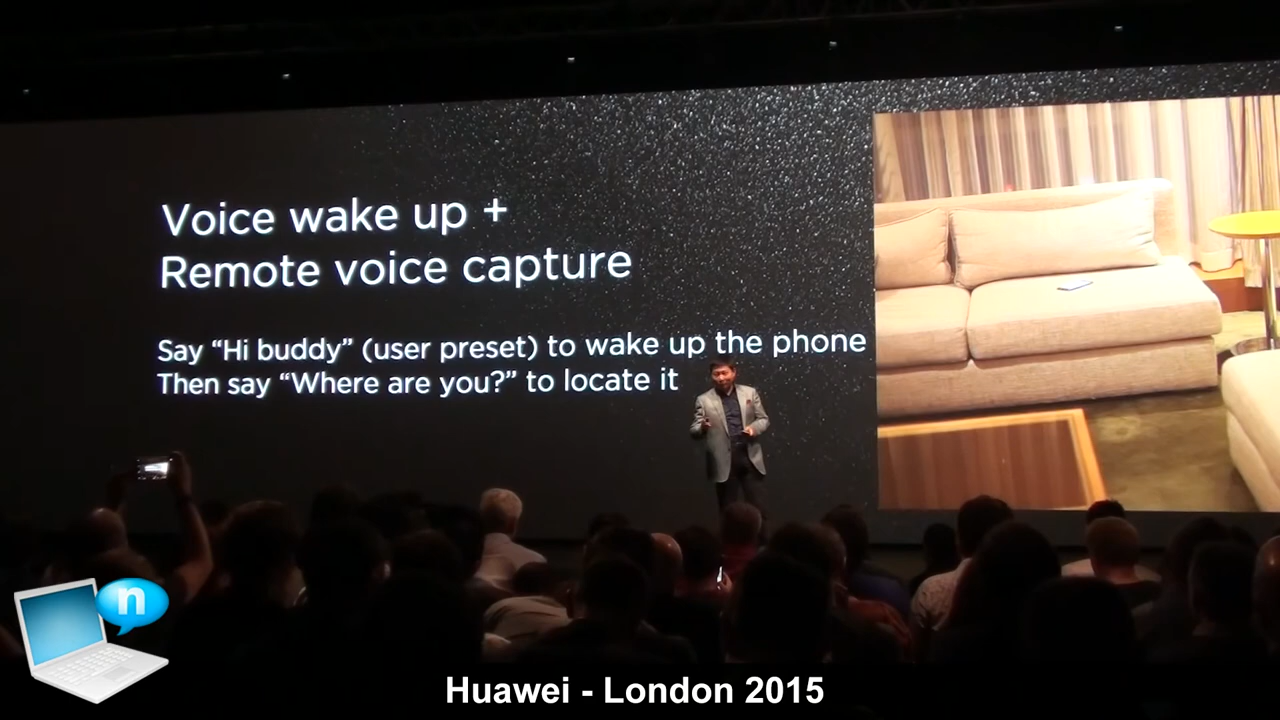 Voice wake up +
Remote voice capture
Say “Hi buddy” (user preset) to wake up the phone
Then say “Where are you?” to locate it
n
Huawei - London 2015